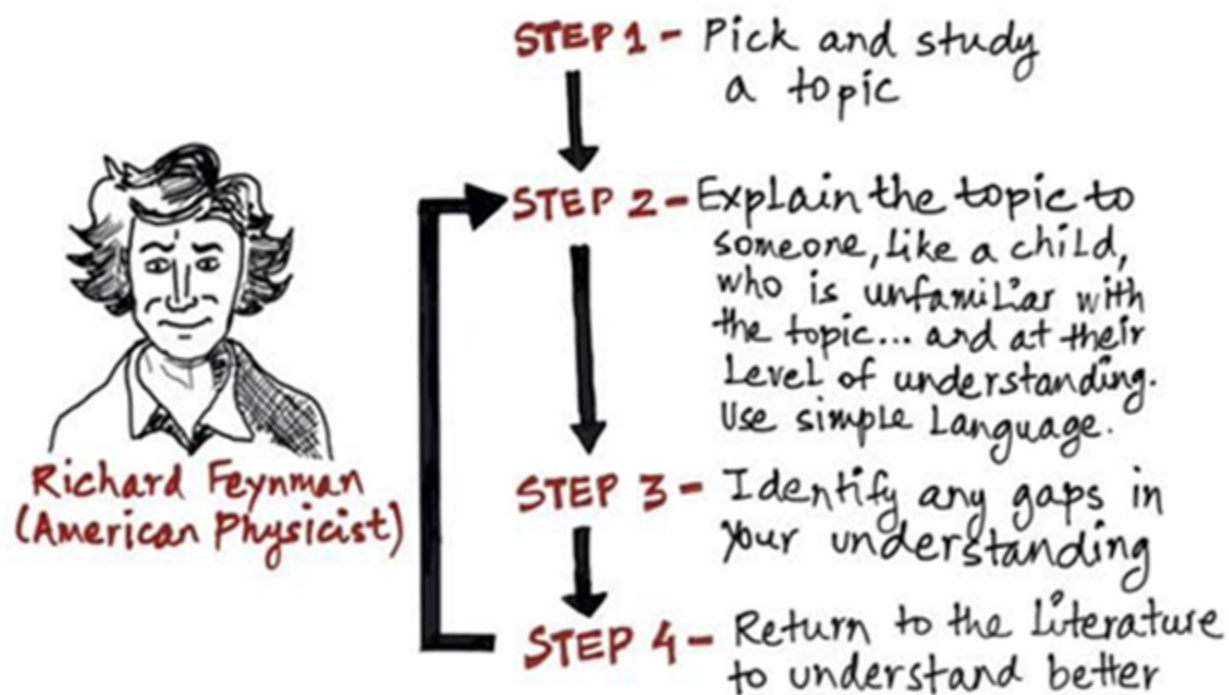 STEP 1 - Pick and study
a topic
STEP 2 - Explain the topic to
someone, like a child,
who is unfamiliar with
the topic... and at their
level of understanding.
Use simple language.
Richard Feynman
(American Physicist)
STEP 3 - Identify any gaps in
your understanding
STEP 4 - Return to the literature
to understand better